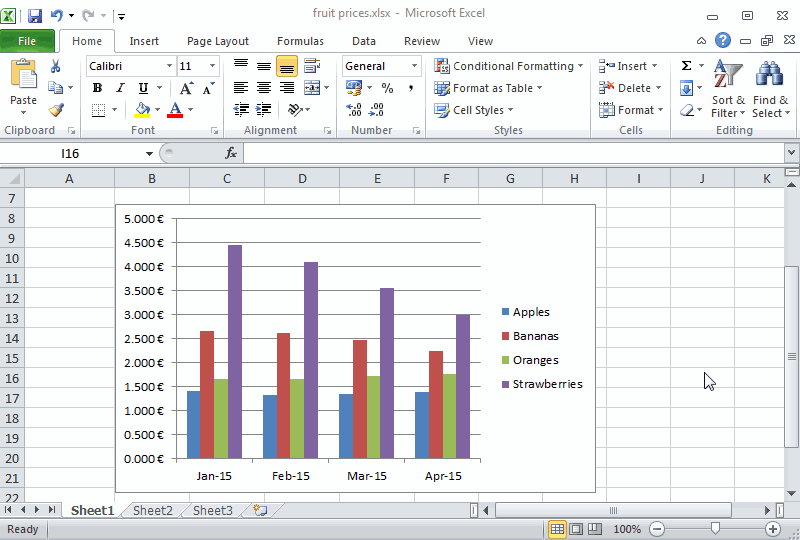 fruit prices.xlsx - Microsoft Excel
File Home Insert Page Layout Formulas Data Review View
Calibri 11 General Conditional Formatting Insert Σ
Paste B I U A A % , Format as Table Delete Sort & Filter Find & Select
Cell Styles Format
Clipboard Font Alignment Number Styles Cells Editing
I16 fx
A B C D E F G H I J K
7
8
9
10
11
12
13
14
15
16
17
18
19
20
21
22
5.000 €
4.500 €
4.000 €
3.500 €
3.000 €
2.500 €
2.000 €
1.500 €
1.000 €
0.500 €
0.000 €
Jan-15 Feb-15 Mar-15 Apr-15
Apples
Bananas
Oranges
Strawberries
Sheet1 Sheet2 Sheet3
Ready 100%